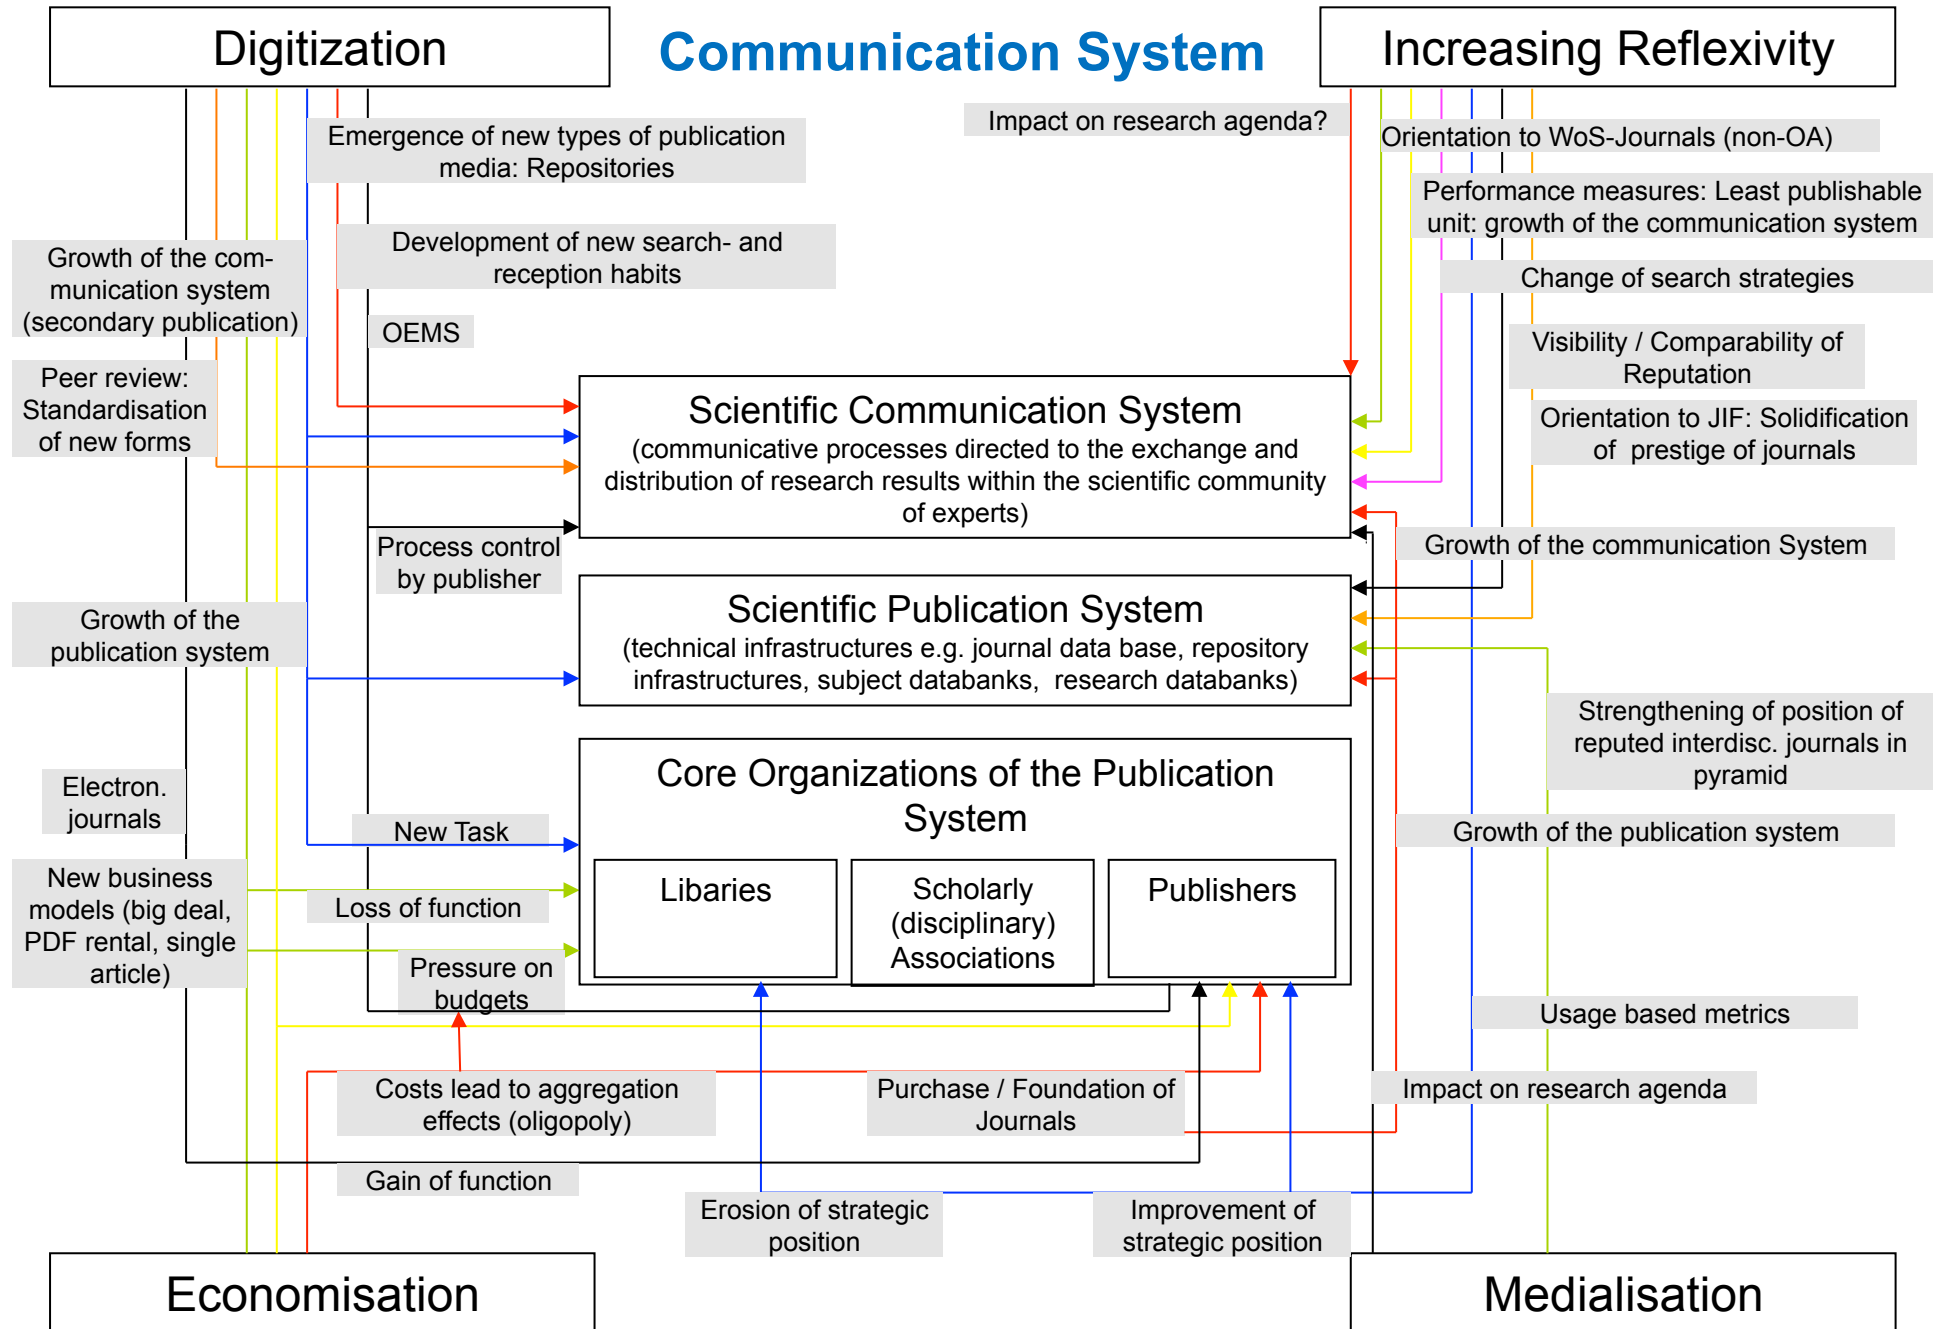 Digitization
Communication System
Increasing Reflexivity
Impact on research agenda?
Orientation to WoS-Journals (non-OA)
Emergence of new types of publication
media: Repositories
Performance measures: Least publishable
unit: growth of the communication system
Development of new search- and
reception habits
Growth of the com-
munication system
(secondary publication)
Change of search strategies
OEMS
Visibility / Comparability of
Reputation
Peer review:
Standardisation
of new forms
Orientation to JIF: Solidification
of prestige of journals
Scientific Communication System
(communicative processes directed to the exchange and
distribution of research results within the scientific community
of experts)
Process control
by publisher
Growth of the communication System
Scientific Publication System
(technical infrastructures e.g. journal data base, repository
infrastructures, subject databanks, research databanks)
Growth of the
publication system
Strengthening of position of
reputed interdisc. journals in
pyramid
Core Organizations of the Publication
System
Electron.
journals
New Task
Growth of the publication system
New business
models (big deal,
PDF rental, single
article)
Loss of function
Libaries
Scholarly
(disciplinary)
Associations
Publishers
Pressure on
budgets
Usage based metrics
Costs lead to aggregation
effects (oligopoly)
Purchase / Foundation of
Journals
Impact on research agenda
Gain of function
Erosion of strategic
position
Improvement of
strategic position
Economisation
Medialisation